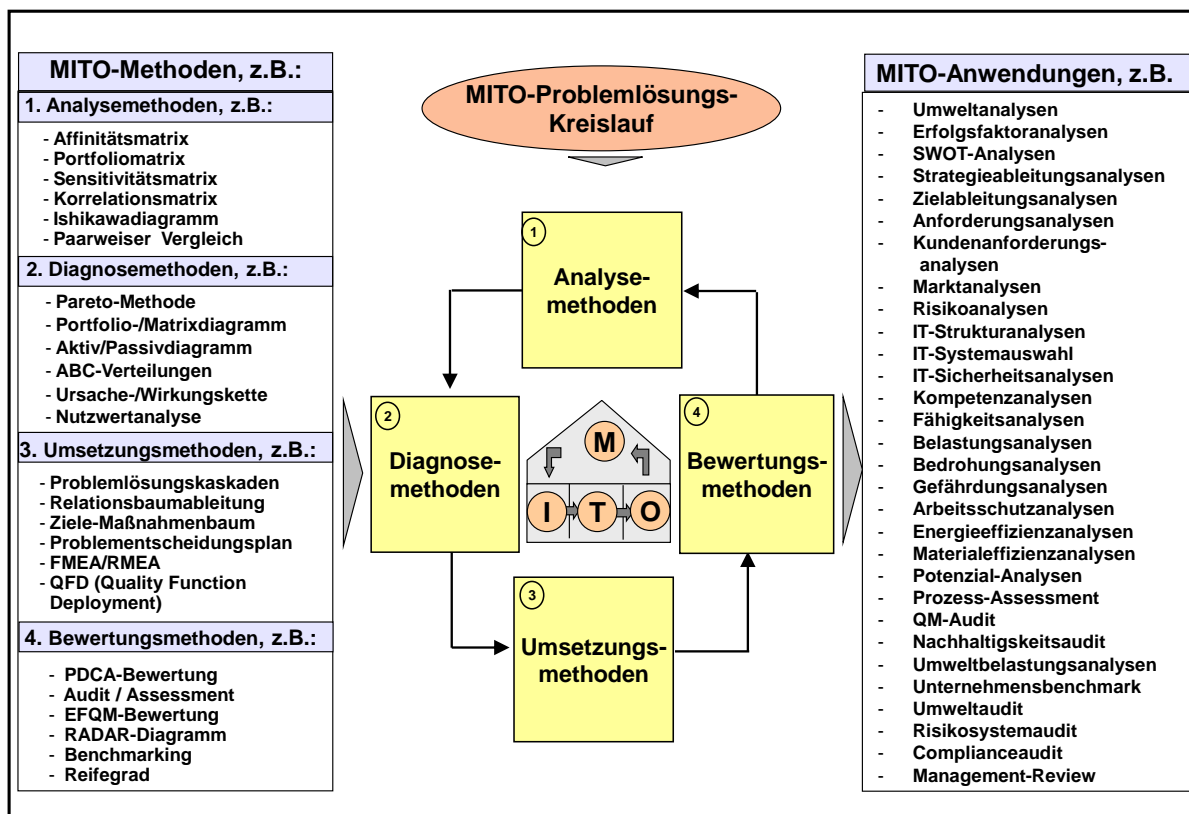 MITO-Methoden, z.B.:
1. Analysemethoden, z.B.:
- Affinitätsmatrix
- Portfoliomatrix
- Sensitivitätsmatrix
- Korrelationsmatrix
- Ishikawadiagramm
- Paarweiser Vergleich
2. Diagnosemethoden, z.B.:
- Pareto-Methode
- Portfolio-/Matrixdiagramm
- Aktiv/Passivdiagramm
- ABC-Verteilungen
- Ursache-/Wirkungskette
- Nutzwertanalyse
3. Umsetzungsmethoden, z.B.:
- Problemlösungskaskaden
- Relationsbaumableitung
- Ziele-Maßnahmenbaum
- Problementscheidungsplan
- FMEA/RMEA
- QFD (Quality Function
Deployment)
4. Bewertungsmethoden, z.B.:
- PDCA-Bewertung
- Audit / Assessment
- EFQM-Bewertung
- RADAR-Diagramm
- Benchmarking
- Reifegrad
MITO-Problemlösungs-
Kreislauf
1
Analyse-
methoden
2
Diagnose-
methoden
M
I T O
4
Bewertungs-
methoden
3
Umsetzungs-
methoden
MITO-Anwendungen, z.B.
- Umweltanalysen
- Erfolgsfaktoranalysen
- SWOT-Analysen
- Strategieableitungsanalysen
- Zielableitungsanalysen
- Anforderungsanalysen
- Kundenanforderungs-
analysen
- Marktanalysen
- Risikoanalysen
- IT-Strukturanalysen
- IT-Systemauswahl
- IT-Sicherheitsanalysen
- Kompetenzanalysen
- Fähigkeitsanalysen
- Belastungsanalysen
- Bedrohungsanalysen
- Gefährdungsanalysen
- Arbeitsschutzanalysen
- Energieeffizienzanalysen
- Materialeffizienzanalysen
- Potenzial-Analysen
- Prozess-Assessment
- QM-Audit
- Nachhaltigskeitsaudit
- Umweltbelastungsanalysen
- Unternehmensbenchmark
- Umweltaudit
- Risikosystemaudit
- Complianceaudit
- Management-Review